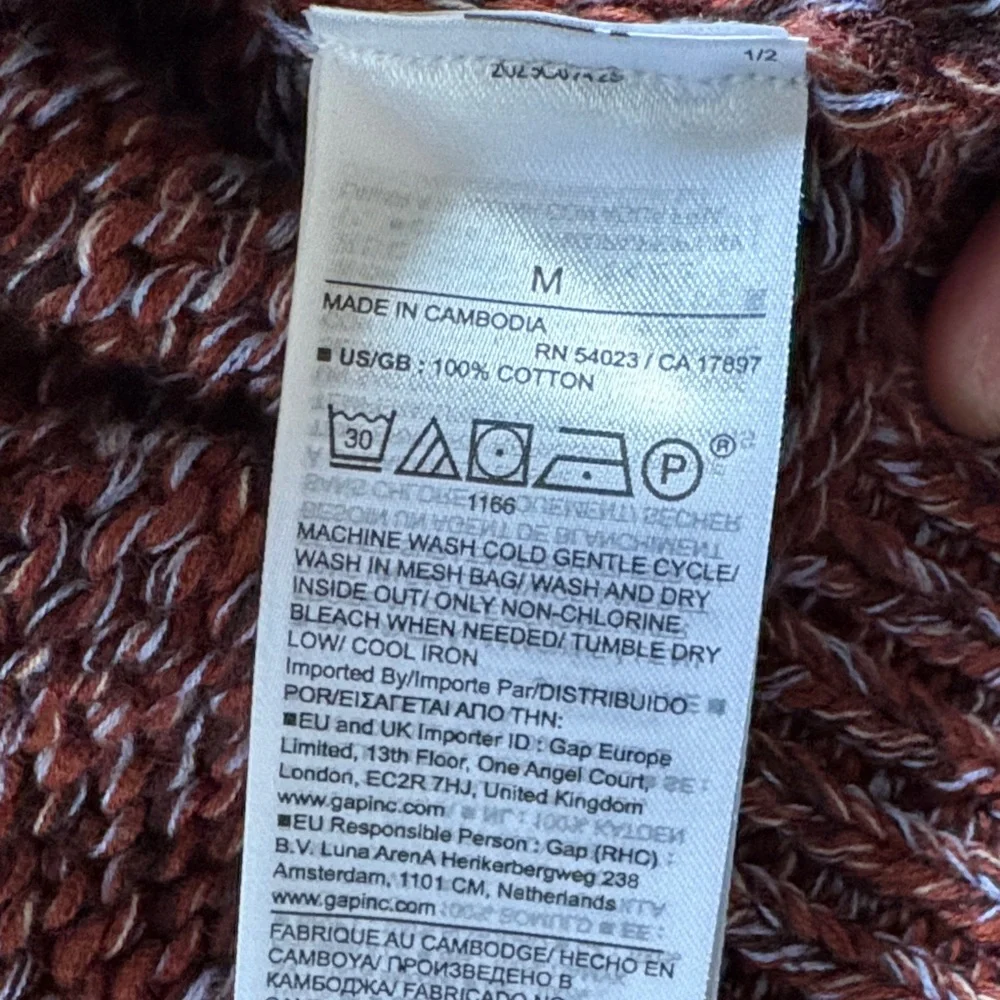 1/2
M
MADE IN CAMBODIA
RN 54023 / CA 17897
■ US/GB : 100% COTTON
30
P ®
1166
MACHINE WASH COLD GENTLE CYCLE/
WASH IN MESH BAG/ WASH AND DRY
INSIDE OUT/ ONLY NON-CHLORINE
BLEACH WHEN NEEDED/ TUMBLE DRY
LOW/ COOL IRON
Imported By/Importe Par/DISTRIBUIDO
POR/ΕΙΣΑΓΕΤΑΙ ΑΠΟ ΤΗΝ:
■EU and UK Importer ID : Gap Europe
Limited, 13th Floor, One Angel Court,
London, EC2R 7HJ, United Kingdom
www.gapinc.com
■EU Responsible Person : Gap (RHC)
B.V. Luna ArenA Herikerbergweg 238
Amsterdam, 1101 CM, Netherlands
www.gapinc.com
FABRIQUE AU CAMBODGE/ HECHO EN
CAMBOYA/ ПРОИЗВЕДЕНО В
КАМБОДЖА/ FABRICADO NO